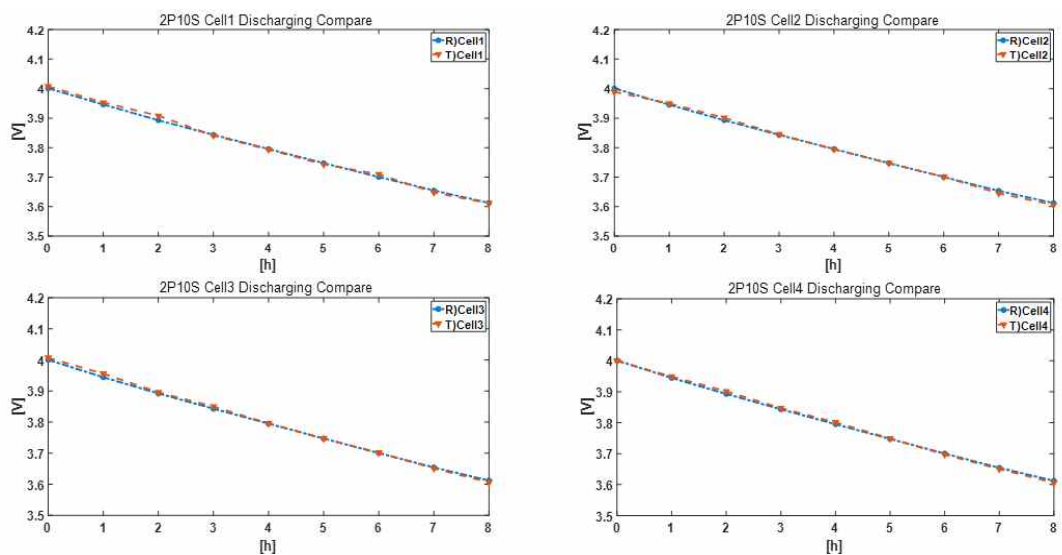 2P10S Cell1 Discharging Compare
4.2
4.1
4
3.9
3.8
3.7
3.6
3.5
[V]
R)Cell1
T)Cell1
0 1 2 3 4 5 6 7 8
[h]
2P10S Cell2 Discharging Compare
4.2
4.1
4
3.9
3.8
3.7
3.6
3.5
[V]
R)Cell2
T)Cell2
0 1 2 3 4 5 6 7 8
[h]
2P10S Cell3 Discharging Compare
4.2
4.1
4
3.9
3.8
3.7
3.6
3.5
[V]
R)Cell3
T)Cell3
0 1 2 3 4 5 6 7 8
[h]
2P10S Cell4 Discharging Compare
4.2
4.1
4
3.9
3.8
3.7
3.6
3.5
[V]
R)Cell4
T)Cell4
0 1 2 3 4 5 6 7 8
[h]